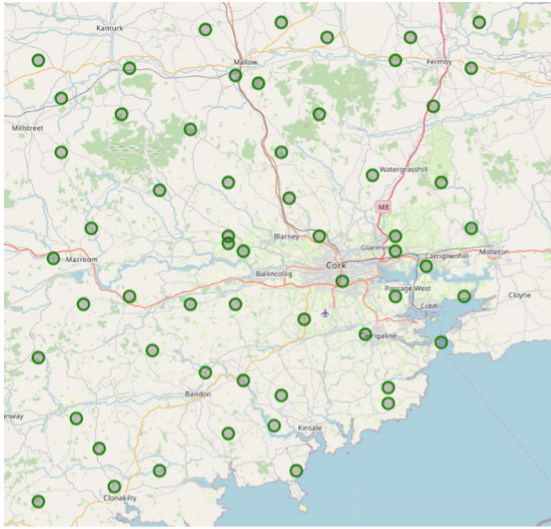 Kanturk
Mallow
Fermoy
Millstreet
Watergrasshill
M8
Blarney
Glanmire
Macroom
Cork
Carrigtwohill
Midleton
Ballincollig
Passage West
Cobh
Cloyne
Bandon
Kinsale
Clonakilty